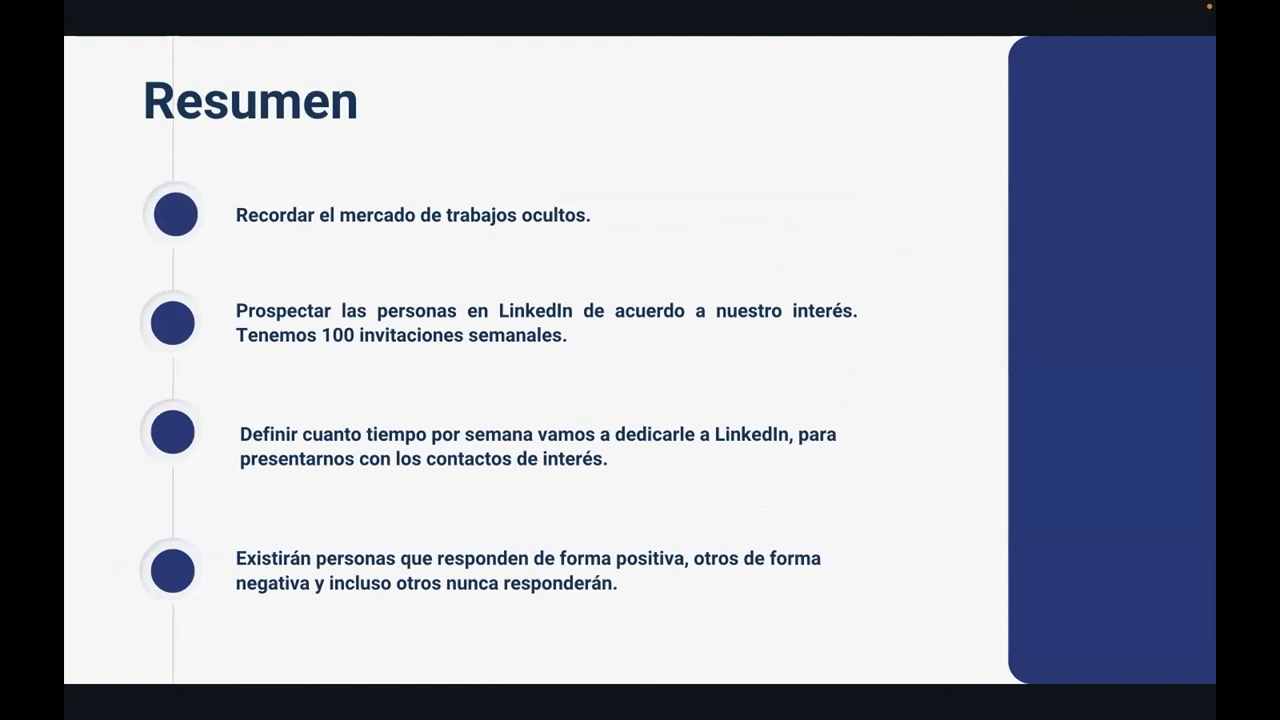 Resumen
Recordar el mercado de trabajos ocultos.
Prospectar las personas en LinkedIn de acuerdo a nuestro interés.
Tenemos 100 invitaciones semanales.
Definir cuanto tiempo por semana vamos a dedicarle a LinkedIn, para
presentarnos con los contactos de interés.
Existirán personas que responden de forma positiva, otros de forma
negativa y incluso otros nunca responderán.